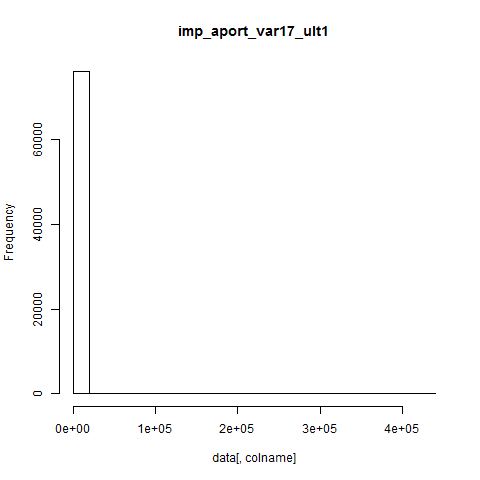 imp_aport_var17_ult1
Frequency
60000
40000
20000
0
0e+00 1e+05 2e+05 3e+05 4e+05
data[, colname]